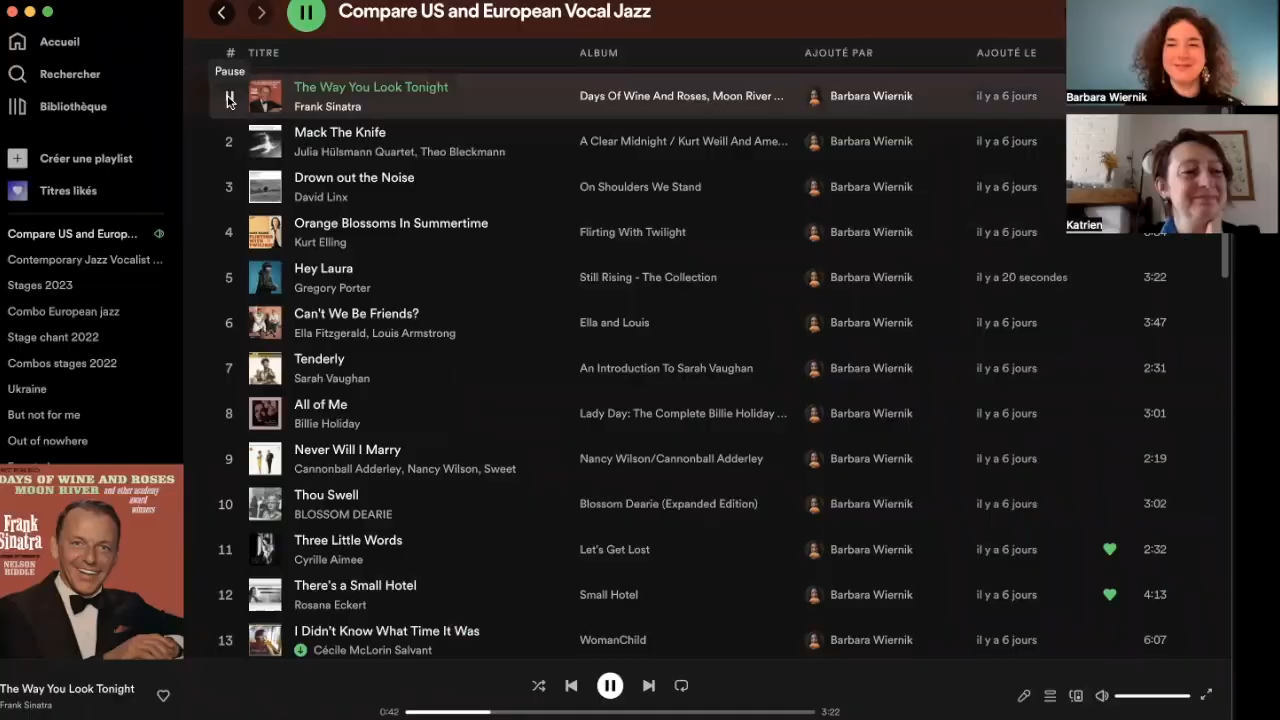 Compare US and European Vocal Jazz
Accueil
Rechercher
Bibliothèque
Créer une playlist
Titres likés
Compare US and Europ...
Contemporary Jazz Vocalist ...
Stages 2023
Combo European jazz
Stage chant 2022
Combos stages 2022
Ukraine
But not for me
Out of nowhere
# TITRE ALBUM AJOUTÉ PAR AJOUTÉ LE
Pause
The Way You Look Tonight
Frank Sinatra
Days Of Wine And Roses, Moon River ... Barbara Wiernik il y a 6 jours
2 Mack The Knife
Julia Hülsmann Quartet, Theo Bleckmann
A Clear Midnight / Kurt Weill And Ame... Barbara Wiernik il y a 6 jours
3 Drown out the Noise
David Linx
On Shoulders We Stand Barbara Wiernik il y a 6 jours
4 Orange Blossoms In Summertime
Kurt Elling
Flirting With Twilight Barbara Wiernik il y a 6 jours
5 Hey Laura
Gregory Porter
Still Rising - The Collection Barbara Wiernik il y a 20 secondes 3:22
6 Can't We Be Friends?
Ella Fitzgerald, Louis Armstrong
Ella and Louis Barbara Wiernik il y a 6 jours 3:47
7 Tenderly
Sarah Vaughan
An Introduction To Sarah Vaughan Barbara Wiernik il y a 6 jours 2:31
8 All of Me
Billie Holiday
Lady Day: The Complete Billie Holiday ... Barbara Wiernik il y a 6 jours 3:01
9 Never Will I Marry
Cannonball Adderley, Nancy Wilson, Sweet
Nancy Wilson/Cannonball Adderley Barbara Wiernik il y a 6 jours 2:19
10 Thou Swell
BLOSSOM DEARIE
Blossom Dearie (Expanded Edition) Barbara Wiernik il y a 6 jours 3:02
11 Three Little Words
Cyrille Aimee
Let's Get Lost Barbara Wiernik il y a 6 jours 2:32
12 There's a Small Hotel
Rosana Eckert
Small Hotel Barbara Wiernik il y a 6 jours 4:13
13 I Didn't Know What Time It Was
Cécile McLorin Salvant
WomanChild Barbara Wiernik il y a 6 jours 6:07
Barbara Wiernik
Katrien
DAYS OF WINE AND ROSES
MOON RIVER and other academy
award
winners
Frank
Sinatra
NELSON
RIDDLE
The Way You Look Tonight
Frank Sinatra
0:42 3:22